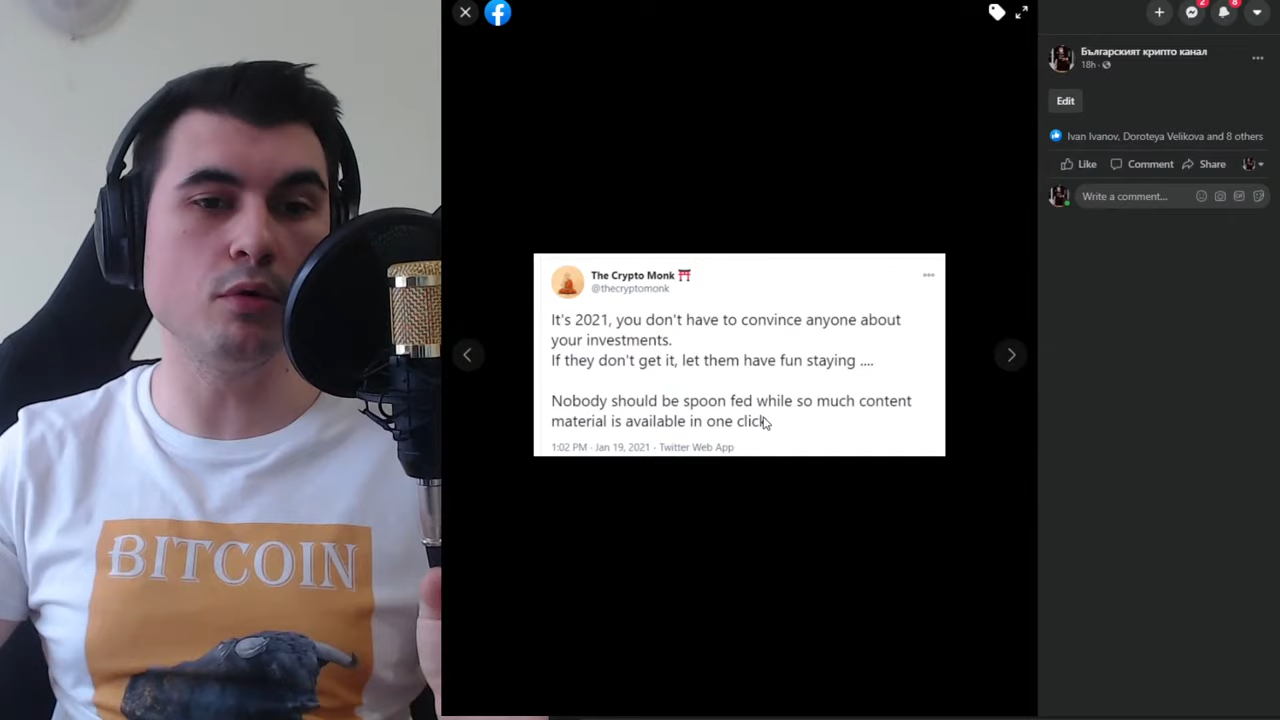 BITCOIN
The Crypto Monk
@thecryptomonk
It's 2021, you don't have to convince anyone about
your investments.
If they don't get it, let them have fun staying ....
Nobody should be spoon fed while so much content
material is available in one click
1:02 PM · Jan 19, 2021 · Twitter Web App
2
8
Българският крипто канал
18h ·
Edit
Ivan Ivanov, Doroteya Velikova and 8 others
Like Comment Share
Write a comment...